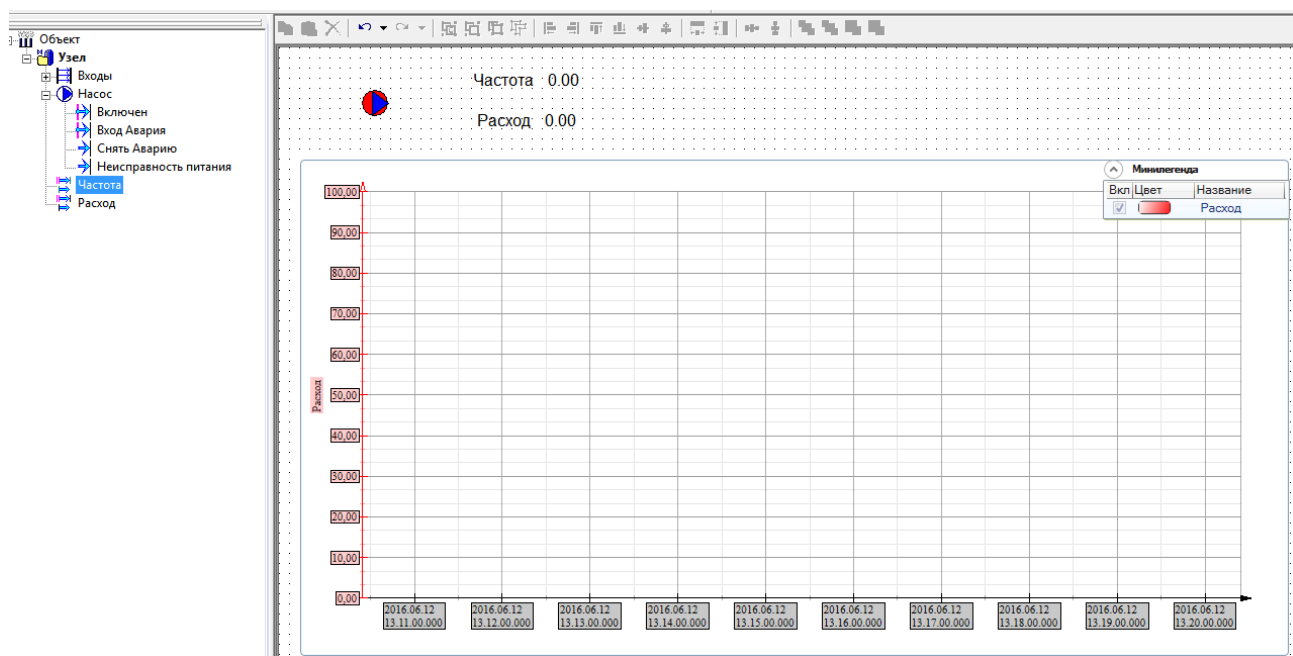 Объект
Узел
Входы
Насос
Включен
Вход Авария
Снять Аварию
Неисправность питания
Частота
Расход
Частота 0.00
Расход 0.00
Минилегенда
Вкл Цвет Название
Расход
100,00
90,00
80,00
70,00
60,00
50,00
40,00
30,00
20,00
10,00
0,00
Расход
2016.06.12 2016.06.12 2016.06.12 2016.06.12 2016.06.12 2016.06.12 2016.06.12 2016.06.12 2016.06.12 2016.06.12
13.11.00.000 13.12.00.000 13.13.00.000 13.14.00.000 13.15.00.000 13.16.00.000 13.17.00.000 13.18.00.000 13.19.00.000 13.20.00.000